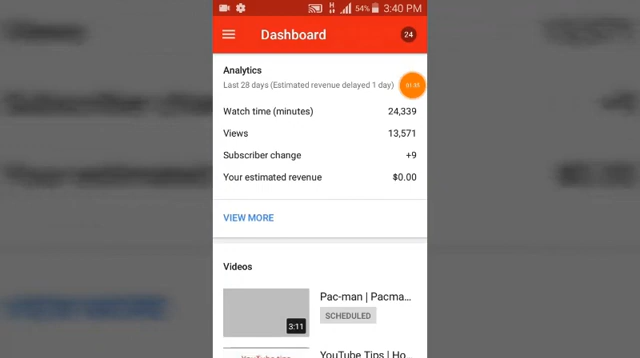 54% 3:40 PM
Dashboard 24
Analytics
Last 28 days (Estimated revenue delayed 1 day)
Watch time (minutes) 24,339
Views 13,571
Subscriber change +9
Your estimated revenue $0.00
VIEW MORE
Videos
Pac-man | Pacma...
SCHEDULED
3:11
YouTube Tips | Ho...
YouTube tips